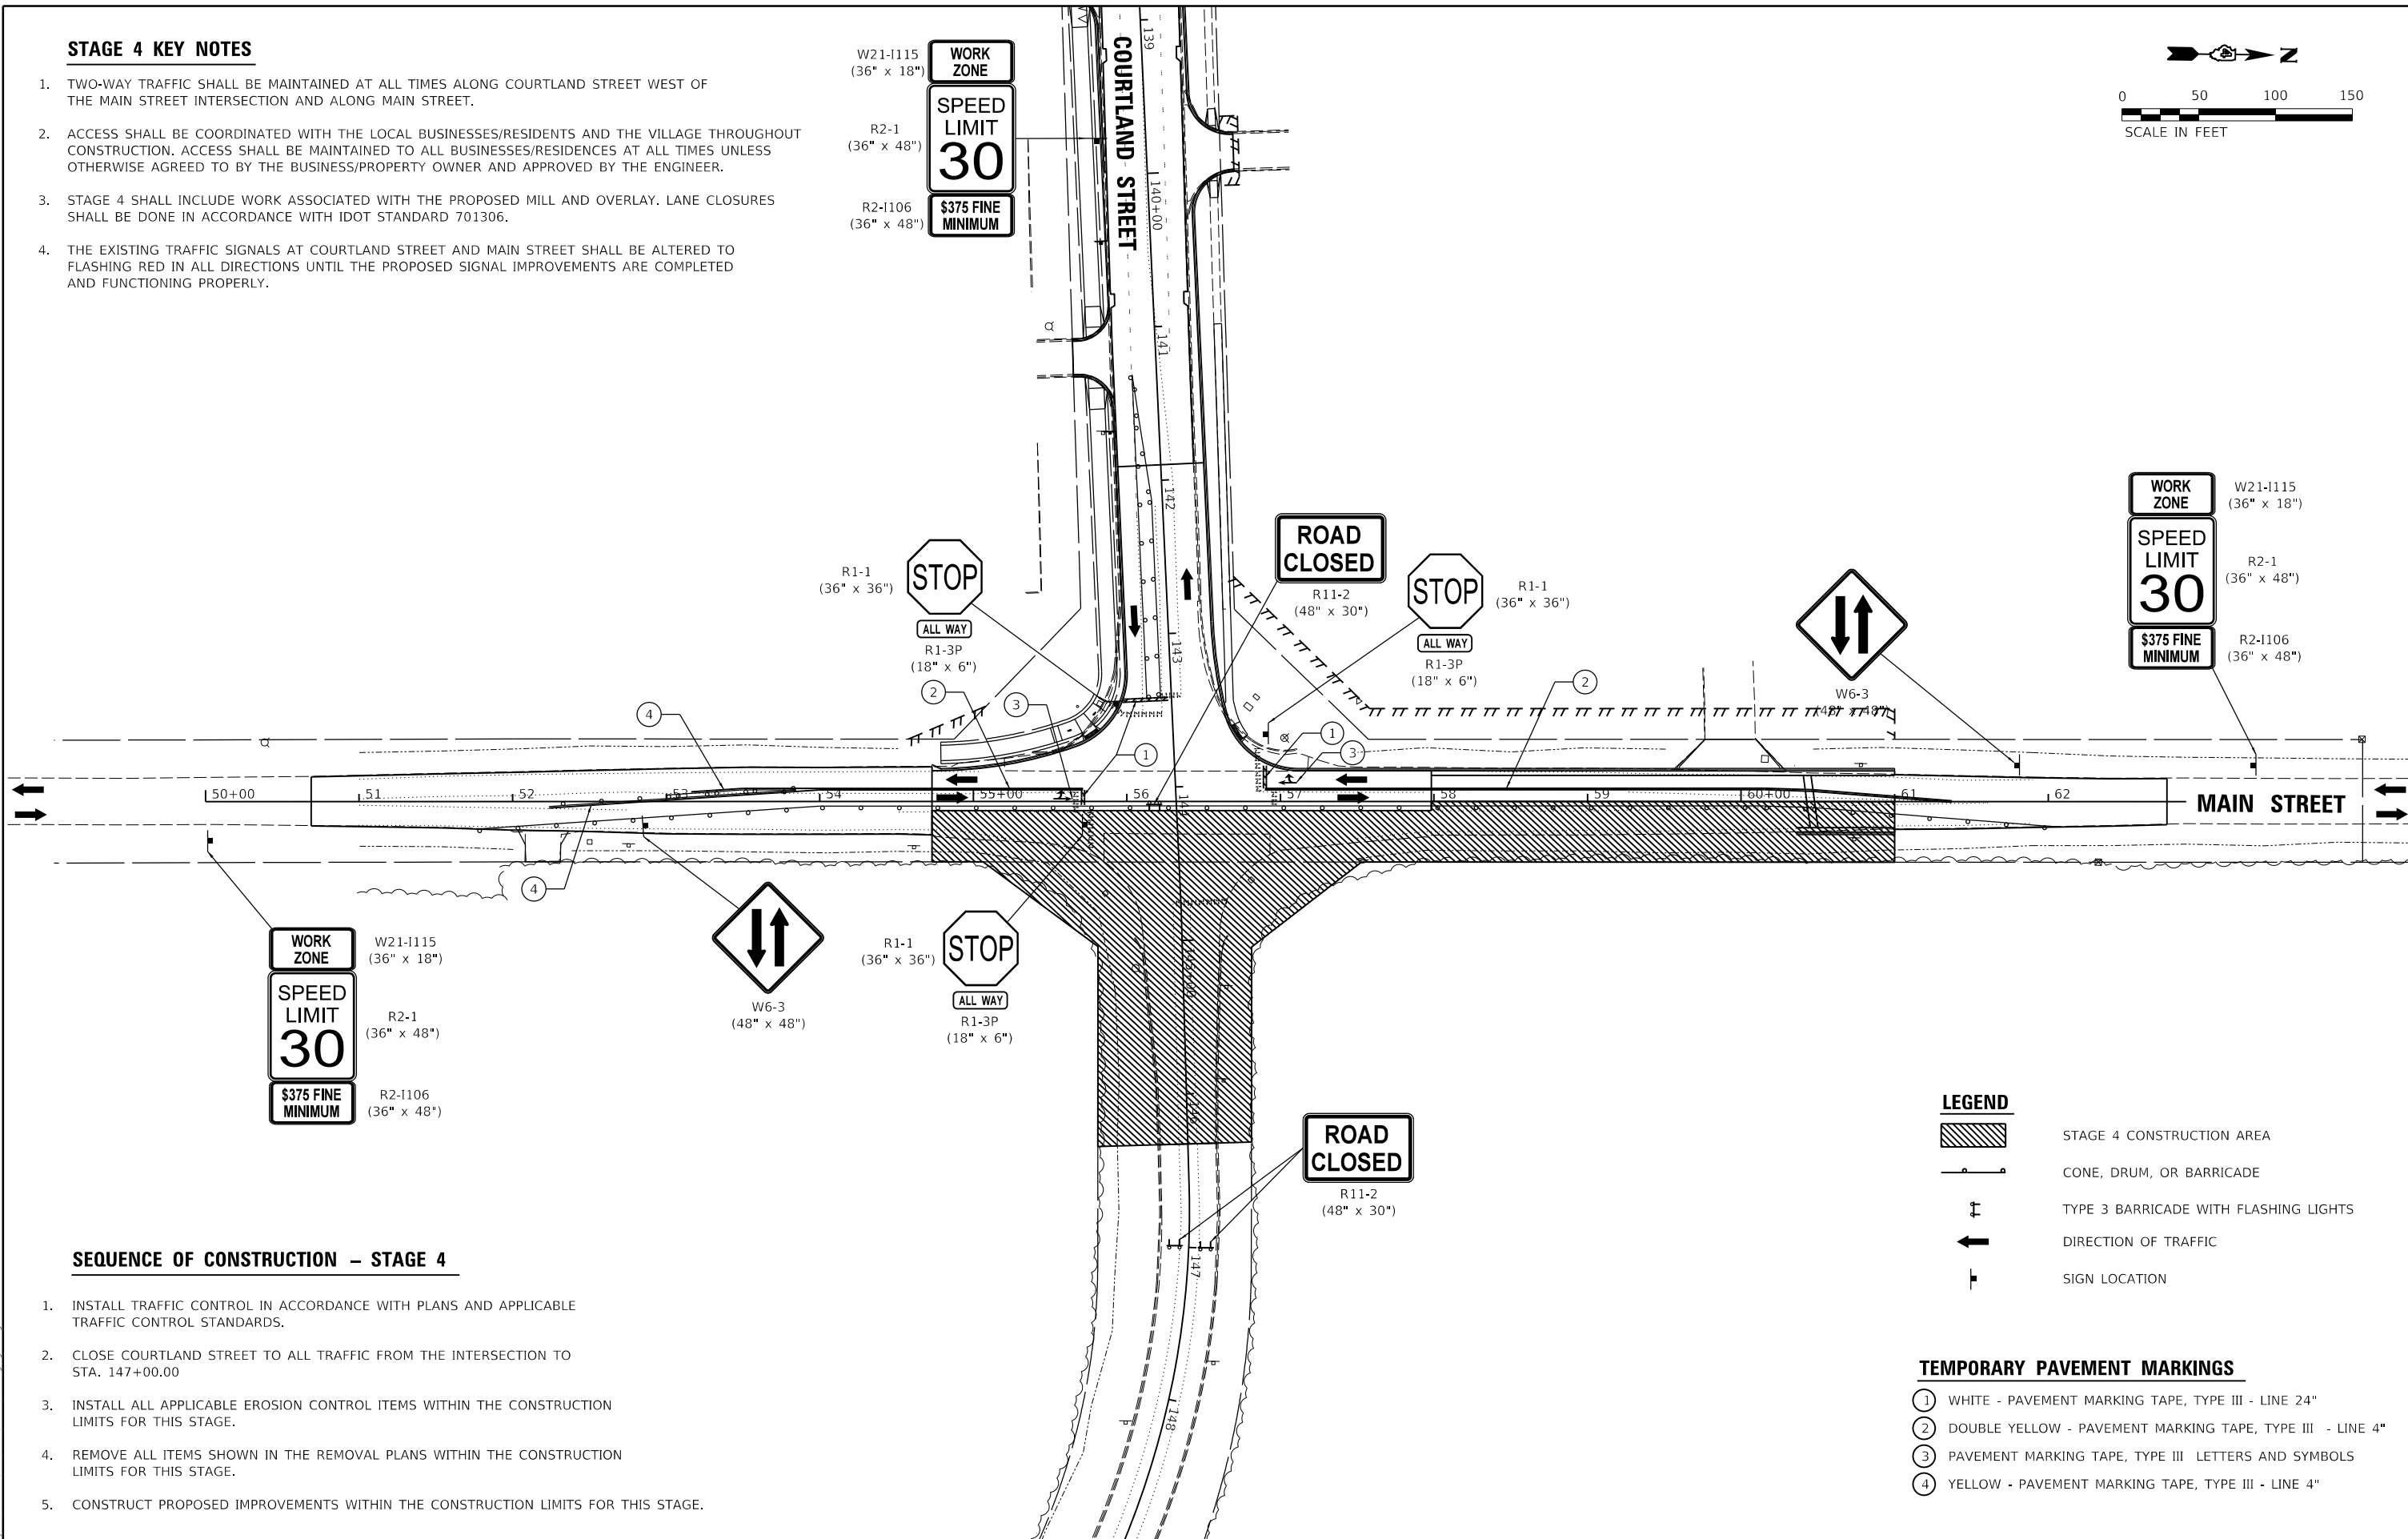 STAGE 4 KEY NOTES
1. TWO-WAY TRAFFIC SHALL BE MAINTAINED AT ALL TIMES ALONG COURTLAND STREET WEST OF
THE MAIN STREET INTERSECTION AND ALONG MAIN STREET.
2. ACCESS SHALL BE COORDINATED WITH THE LOCAL BUSINESSES/RESIDENTS AND THE VILLAGE THROUGHOUT
CONSTRUCTION. ACCESS SHALL BE MAINTAINED TO ALL BUSINESSES/RESIDENCES AT ALL TIMES UNLESS
OTHERWISE AGREED TO BY THE BUSINESS/PROPERTY OWNER AND APPROVED BY THE ENGINEER.
3. STAGE 4 SHALL INCLUDE WORK ASSOCIATED WITH THE PROPOSED MILL AND OVERLAY. LANE CLOSURES
SHALL BE DONE IN ACCORDANCE WITH IDOT STANDARD 701306.
4. THE EXISTING TRAFFIC SIGNALS AT COURTLAND STREET AND MAIN STREET SHALL BE ALTERED TO
FLASHING RED IN ALL DIRECTIONS UNTIL THE PROPOSED SIGNAL IMPROVEMENTS ARE COMPLETED
AND FUNCTIONING PROPERLY.
W21-I115
(36" x 18")
WORK
ZONE
R2-1
(36" x 48")
SPEED
LIMIT
30
R2-I106
(36" x 48")
$375 FINE
MINIMUM
COURTLAND STREET
139
140+00
141
142
143
N
0 50 100 150
SCALE IN FEET
R1-1
(36" x 36")
STOP
ALL WAY
R1-3P
(18" x 6")
ROAD
CLOSED
R11-2
(48" x 30")
STOP
R1-1
(36" x 36")
ALL WAY
R1-3P
(18" x 6")
W6-3
(48" x 48")
WORK
ZONE
W21-I115
(36" x 18")
SPEED
LIMIT
30
R2-1
(36" x 48")
$375 FINE
MINIMUM
R2-I106
(36" x 48")
4
2
3
1
1
3
2
50+00 51 52 53 54 55+00 56 57 58 59 60+00 61 62
MAIN STREET
4
WORK
ZONE
W21-I115
(36" x 18")
SPEED
LIMIT
30
R2-1
(36" x 48")
$375 FINE
MINIMUM
R2-I106
(36" x 48")
W6-3
(48" x 48")
R1-1
(36" x 36")
STOP
ALL WAY
R1-3P
(18" x 6")
ROAD
CLOSED
R11-2
(48" x 30")
147
148
SEQUENCE OF CONSTRUCTION – STAGE 4
1. INSTALL TRAFFIC CONTROL IN ACCORDANCE WITH PLANS AND APPLICABLE
TRAFFIC CONTROL STANDARDS.
2. CLOSE COURTLAND STREET TO ALL TRAFFIC FROM THE INTERSECTION TO
STA. 147+00.00
3. INSTALL ALL APPLICABLE EROSION CONTROL ITEMS WITHIN THE CONSTRUCTION
LIMITS FOR THIS STAGE.
4. REMOVE ALL ITEMS SHOWN IN THE REMOVAL PLANS WITHIN THE CONSTRUCTION
LIMITS FOR THIS STAGE.
5. CONSTRUCT PROPOSED IMPROVEMENTS WITHIN THE CONSTRUCTION LIMITS FOR THIS STAGE.
LEGEND
STAGE 4 CONSTRUCTION AREA
CONE, DRUM, OR BARRICADE
TYPE 3 BARRICADE WITH FLASHING LIGHTS
DIRECTION OF TRAFFIC
SIGN LOCATION
TEMPORARY PAVEMENT MARKINGS
1 WHITE - PAVEMENT MARKING TAPE, TYPE III - LINE 24"
2 DOUBLE YELLOW - PAVEMENT MARKING TAPE, TYPE III - LINE 4"
3 PAVEMENT MARKING TAPE, TYPE III LETTERS AND SYMBOLS
4 YELLOW - PAVEMENT MARKING TAPE, TYPE III - LINE 4"